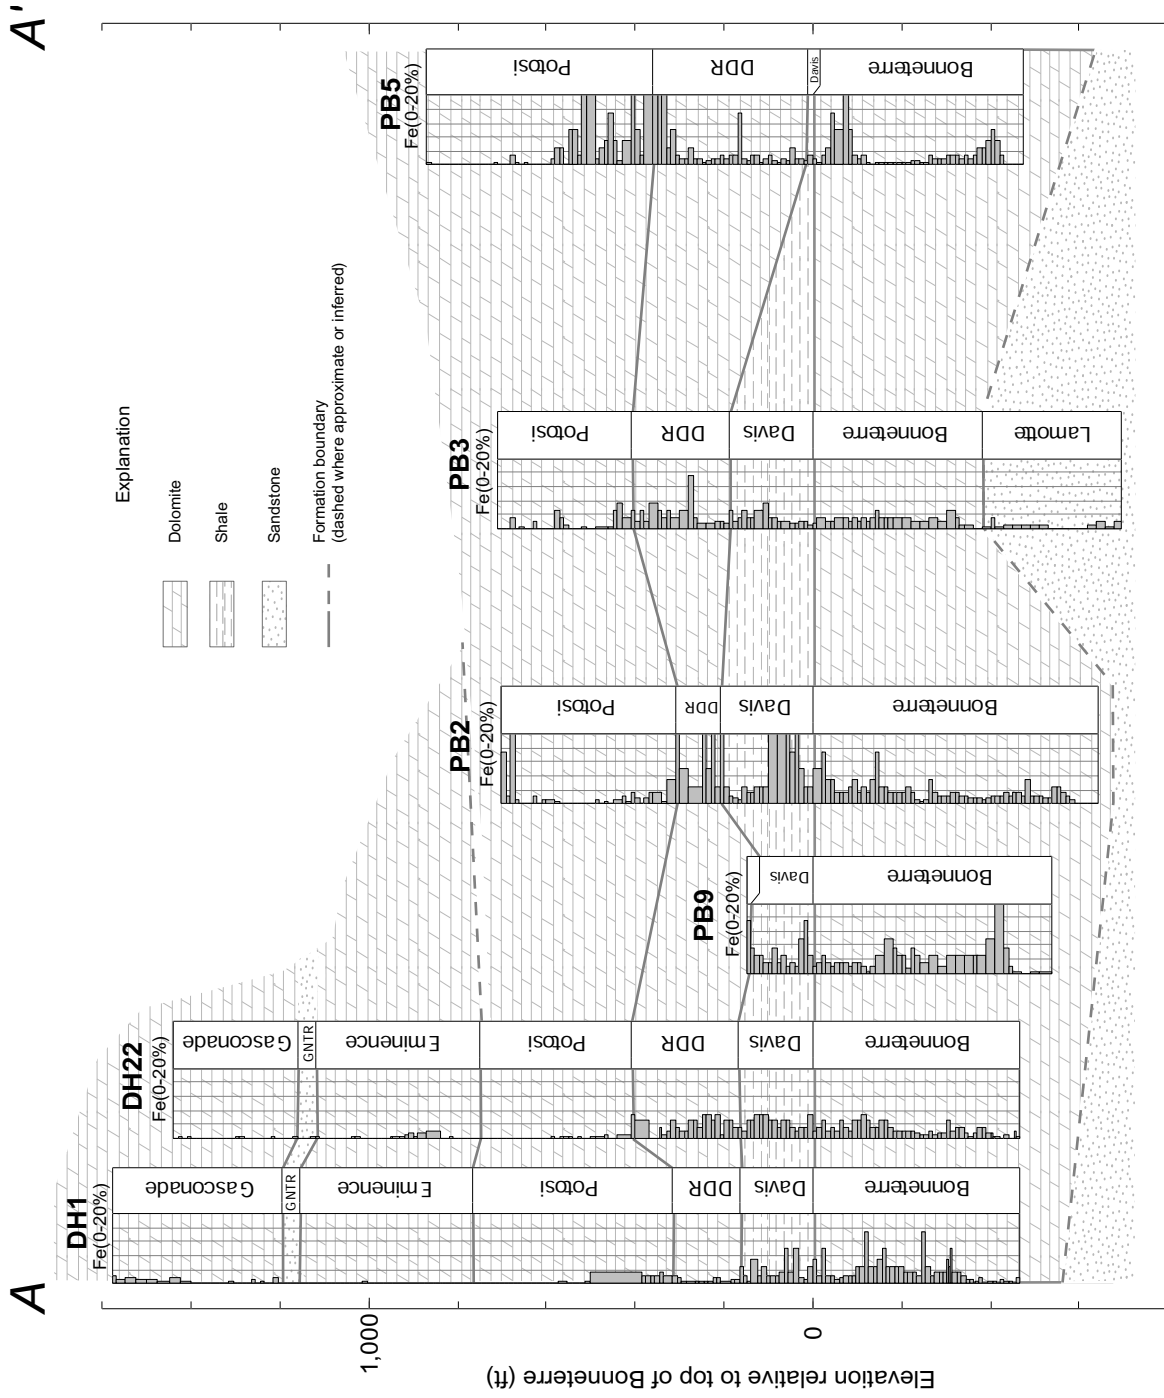 A
A'
Explanation
Dolomite
Shale
Sandstone
Formation boundary
(dashed where approximate or inferred)
DH1
Fe(0-20%)
Gasconade
GNTR
Eminence
Potosi
DDR
Davis
Bonneterre
DH22
Fe(0-20%)
Gasconade
GNTR
Eminence
Potosi
DDR
Davis
Bonneterre
PB9
Fe(0-20%)
Davis
Bonneterre
PB2
Fe(0-20%)
Potosi
DDR
Davis
Bonneterre
PB3
Fe(0-20%)
Potosi
DDR
Davis
Bonneterre
Lamotte
PB5
Fe(0-20%)
Potosi
DDR
Davis
Bonneterre
1,000
0
Elevation relative to top of Bonneterre (ft)